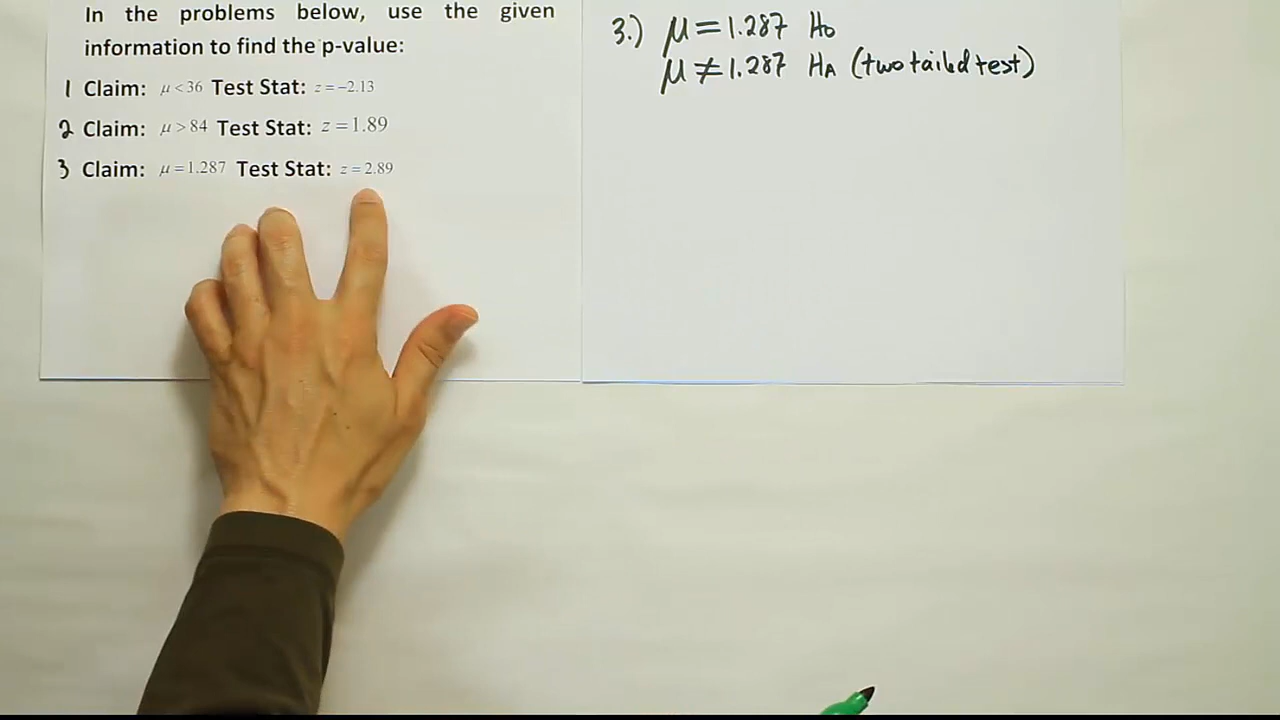 In the problems below, use the given
information to find the p-value:
1 Claim: μ < 36 Test Stat: z = −2.13
2 Claim: μ > 84 Test Stat: z = 1.89
3 Claim: μ = 1.287 Test Stat: z = 2.89
3.) μ = 1.287 H₀
μ ≠ 1.287 HA (two tailed test)